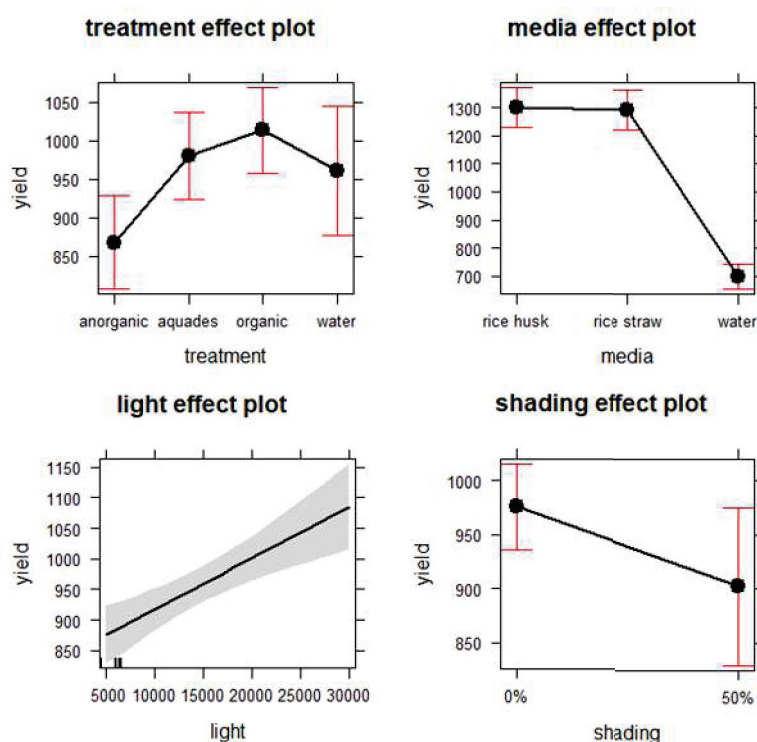 treatment effect plot
yield
1050
1000
950
900
850
anorganic aquades organic water
treatment
media effect plot
yield
1300
1200
1100
1000
900
800
700
rice husk rice straw water
media
light effect plot
yield
1150
1100
1050
1000
950
900
850
5000 10000 15000 20000 25000 30000
light
shading effect plot
yield
1000
950
900
850
0% 50%
shading